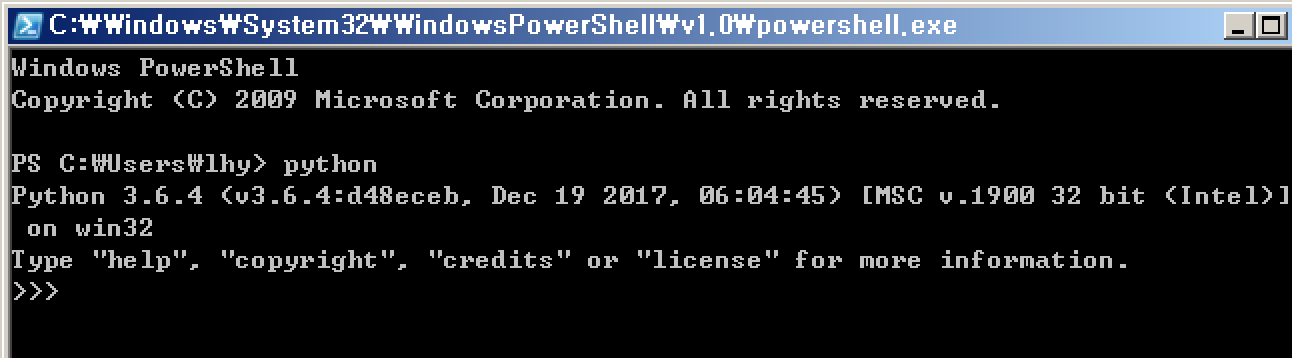 C:₩Windows₩System32₩WindowsPowerShell₩v1.0₩powershell.exe
Windows PowerShell
Copyright (C) 2009 Microsoft Corporation. All rights reserved.
PS C:₩Users₩lhy> python
Python 3.6.4 (v3.6.4:d48eceb, Dec 19 2017, 06:04:45) [MSC v.1900 32 bit (Intel)]
on win32
Type "help", "copyright", "credits" or "license" for more information.
>>>